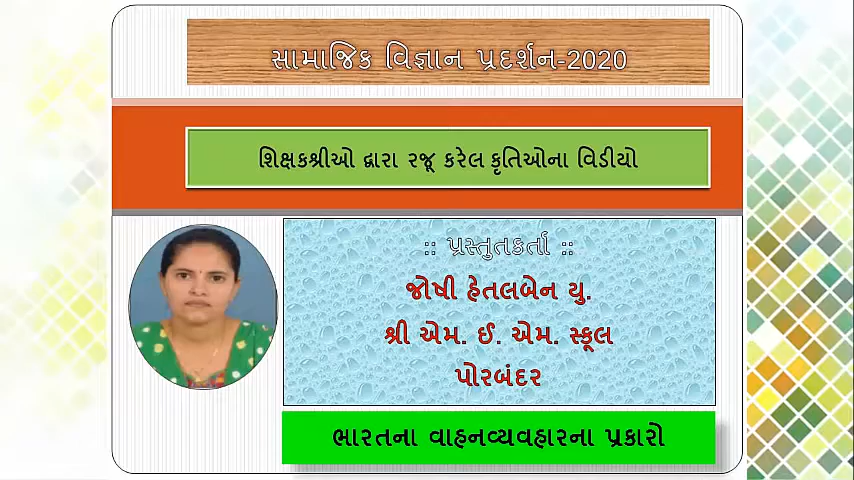 સામાજિક વિજ્ઞાન પ્રદર્શન-2020
શિક્ષકશ્રીઓ દ્વારા રજૂ કરેલ કૃતિઓના વિડીયો
:: પ્રસ્તુતકર્તા ::
જોષી હેતલબેન યુ.
શ્રી એમ. ઈ. એમ. સ્કૂલ
પોરબંદર
ભારતના વાહનવ્યવહારના પ્રકારો